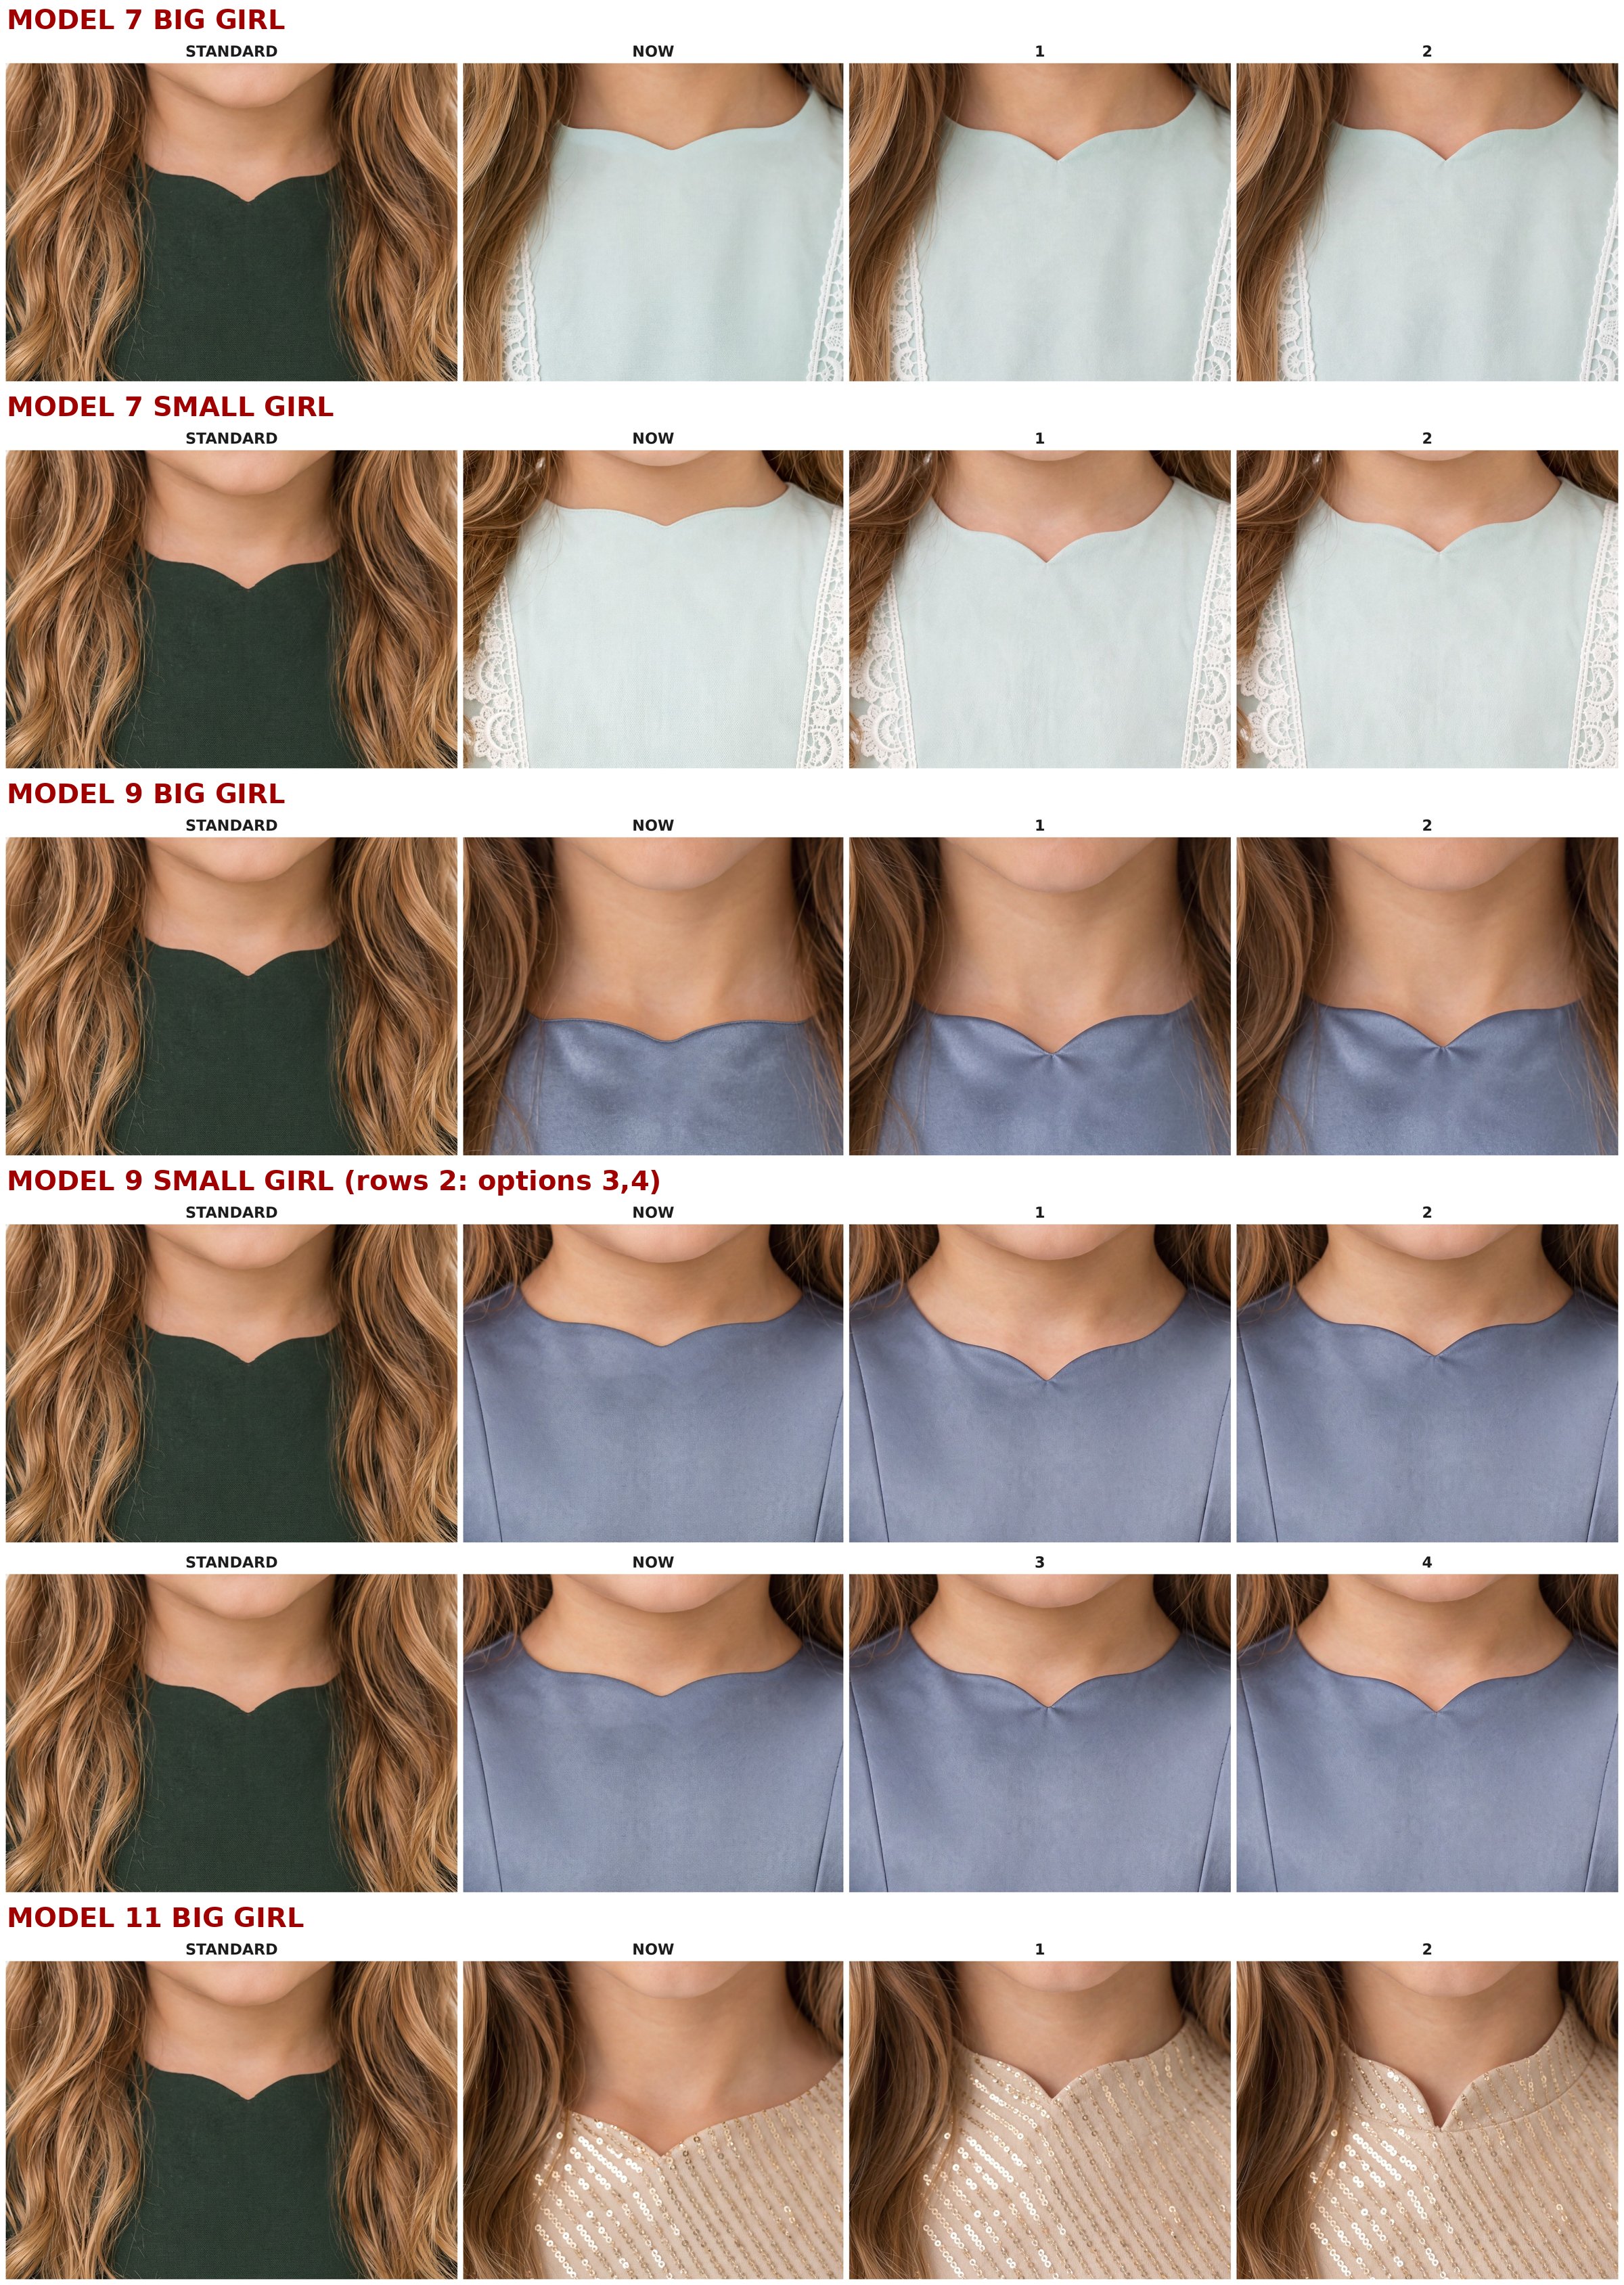 MODEL 7 BIG GIRL
STANDARD NOW 1 2
MODEL 7 SMALL GIRL
STANDARD NOW 1 2
MODEL 9 BIG GIRL
STANDARD NOW 1 2
MODEL 9 SMALL GIRL (rows 2: options 3,4)
STANDARD NOW 1 2
STANDARD NOW 3 4
MODEL 11 BIG GIRL
STANDARD NOW 1 2